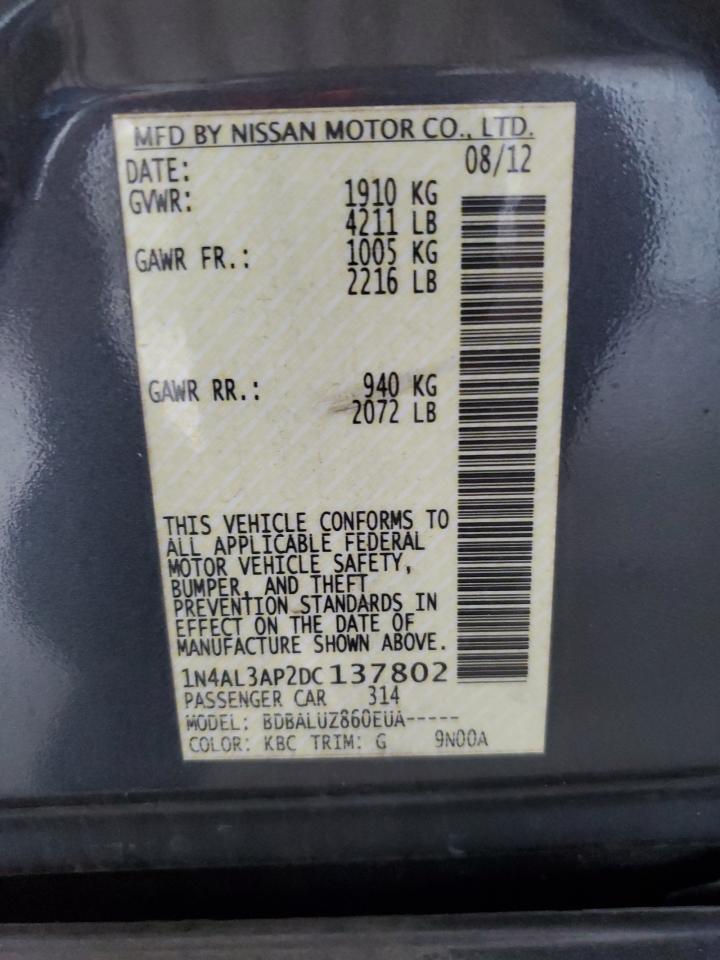 MFD BY NISSAN MOTOR CO., LTD.
DATE: 08/12
GVWR: 1910 KG
4211 LB
GAWR FR.: 1005 KG
2216 LB
GAWR RR.: 940 KG
2072 LB
THIS VEHICLE CONFORMS TO
ALL APPLICABLE FEDERAL
MOTOR VEHICLE SAFETY,
BUMPER, AND THEFT
PREVENTION STANDARDS IN
EFFECT ON THE DATE OF
MANUFACTURE SHOWN ABOVE.
1N4AL3AP2DC137802
PASSENGER CAR 314
MODEL: BDBALUZ860EUA-----
COLOR: KBC TRIM: G 9N00A